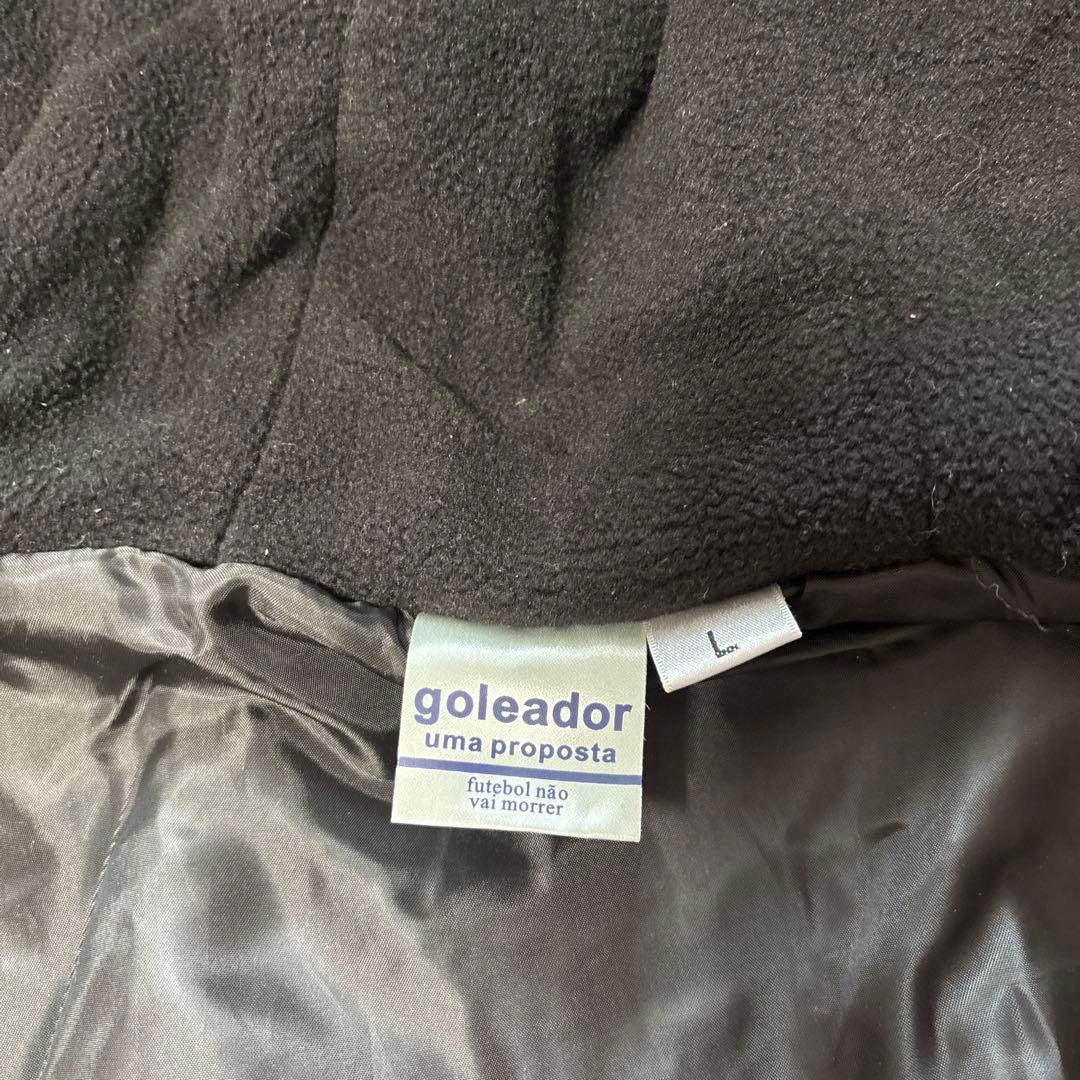 goleador
uma proposta
futebol não
vai morrer
L